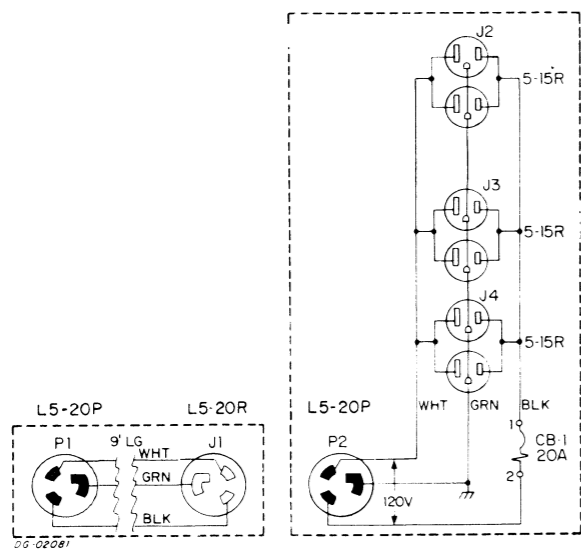 J2
5-15R
J3
5-15R
J4
5-15R
WHT GRN BLK
1
CB-1
20A
2
L5-20P L5-20R
P1 9' LG J1
WHT
GRN
BLK
L5-20P
P2
120V
DG-02081